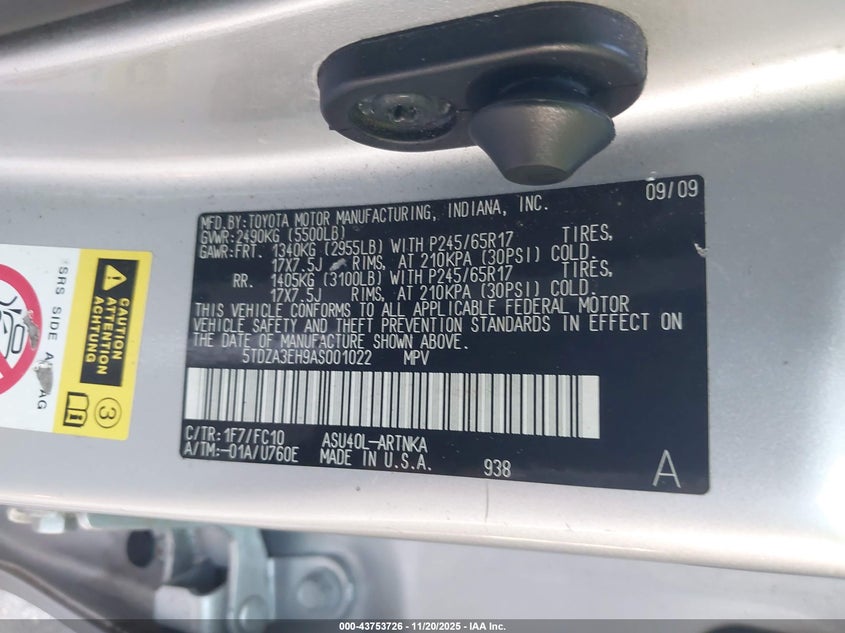 MFD.BY:TOYOTA MOTOR MANUFACTURING, INDIANA, INC. 09/09
GVWR:2490KG (5500LB)
GAWR:FRT. 1340KG (2955LB) WITH P245/65R17 TIRES,
17X7.5J RIMS, AT 210KPA (30PSI) COLD.
RR. 1405KG (3100LB) WITH P245/65R17 TIRES,
17X7.5J RIMS, AT 210KPA (30PSI) COLD.
THIS VEHICLE CONFORMS TO ALL APPLICABLE FEDERAL MOTOR
VEHICLE SAFETY AND THEFT PREVENTION STANDARDS IN EFFECT ON
THE DATE OF MANUFACTURE SHOWN ABOVE.
5TDZA3EH9AS001022 MPV
C/TR: 1F7/FC10 ASU40L-ARTNKA
A/TM:-01A/U760E MADE IN U.S.A. 938 A
SRS SIDE
CAUTION
ATTENTION
ACHTUNG
3
000-43753726 - 11/20/2025 - IAA Inc.